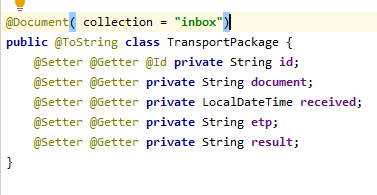 @Document( collection = "inbox")
public @ToString class TransportPackage {
    @Setter @Getter @Id private String id;
    @Setter @Getter private String document;
    @Setter @Getter private LocalDateTime received;
    @Setter @Getter private String etp;
    @Setter @Getter private String result;
}